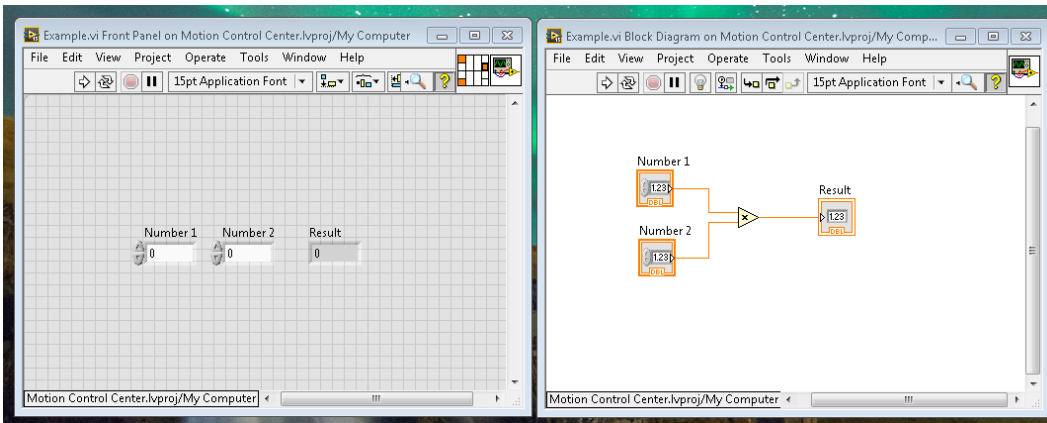 Example.vi Front Panel on Motion Control Center.lvproj/My Computer
File Edit View Project Operate Tools Window Help
15pt Application Font
?
Number 1 Number 2 Result
0 0 0
Motion Control Center.lvproj/My Computer
Example.vi Block Diagram on Motion Control Center.lvproj/My Comp...
File Edit View Project Operate Tools Window Help
15pt Application Font
?
Number 1
1.23
DBL
Number 2
1.23
DBL
x
Result
1.23
DBL
Motion Control Center.lvproj/My Computer